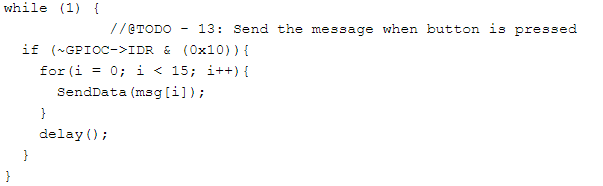 while (1) {
//@TODO - 13: Send the message when button is pressed
if (~GPIOC->IDR & (0x10)){
for(i = 0; i < 15; i++){
SendData(msg[i]);
}
delay();
}
}